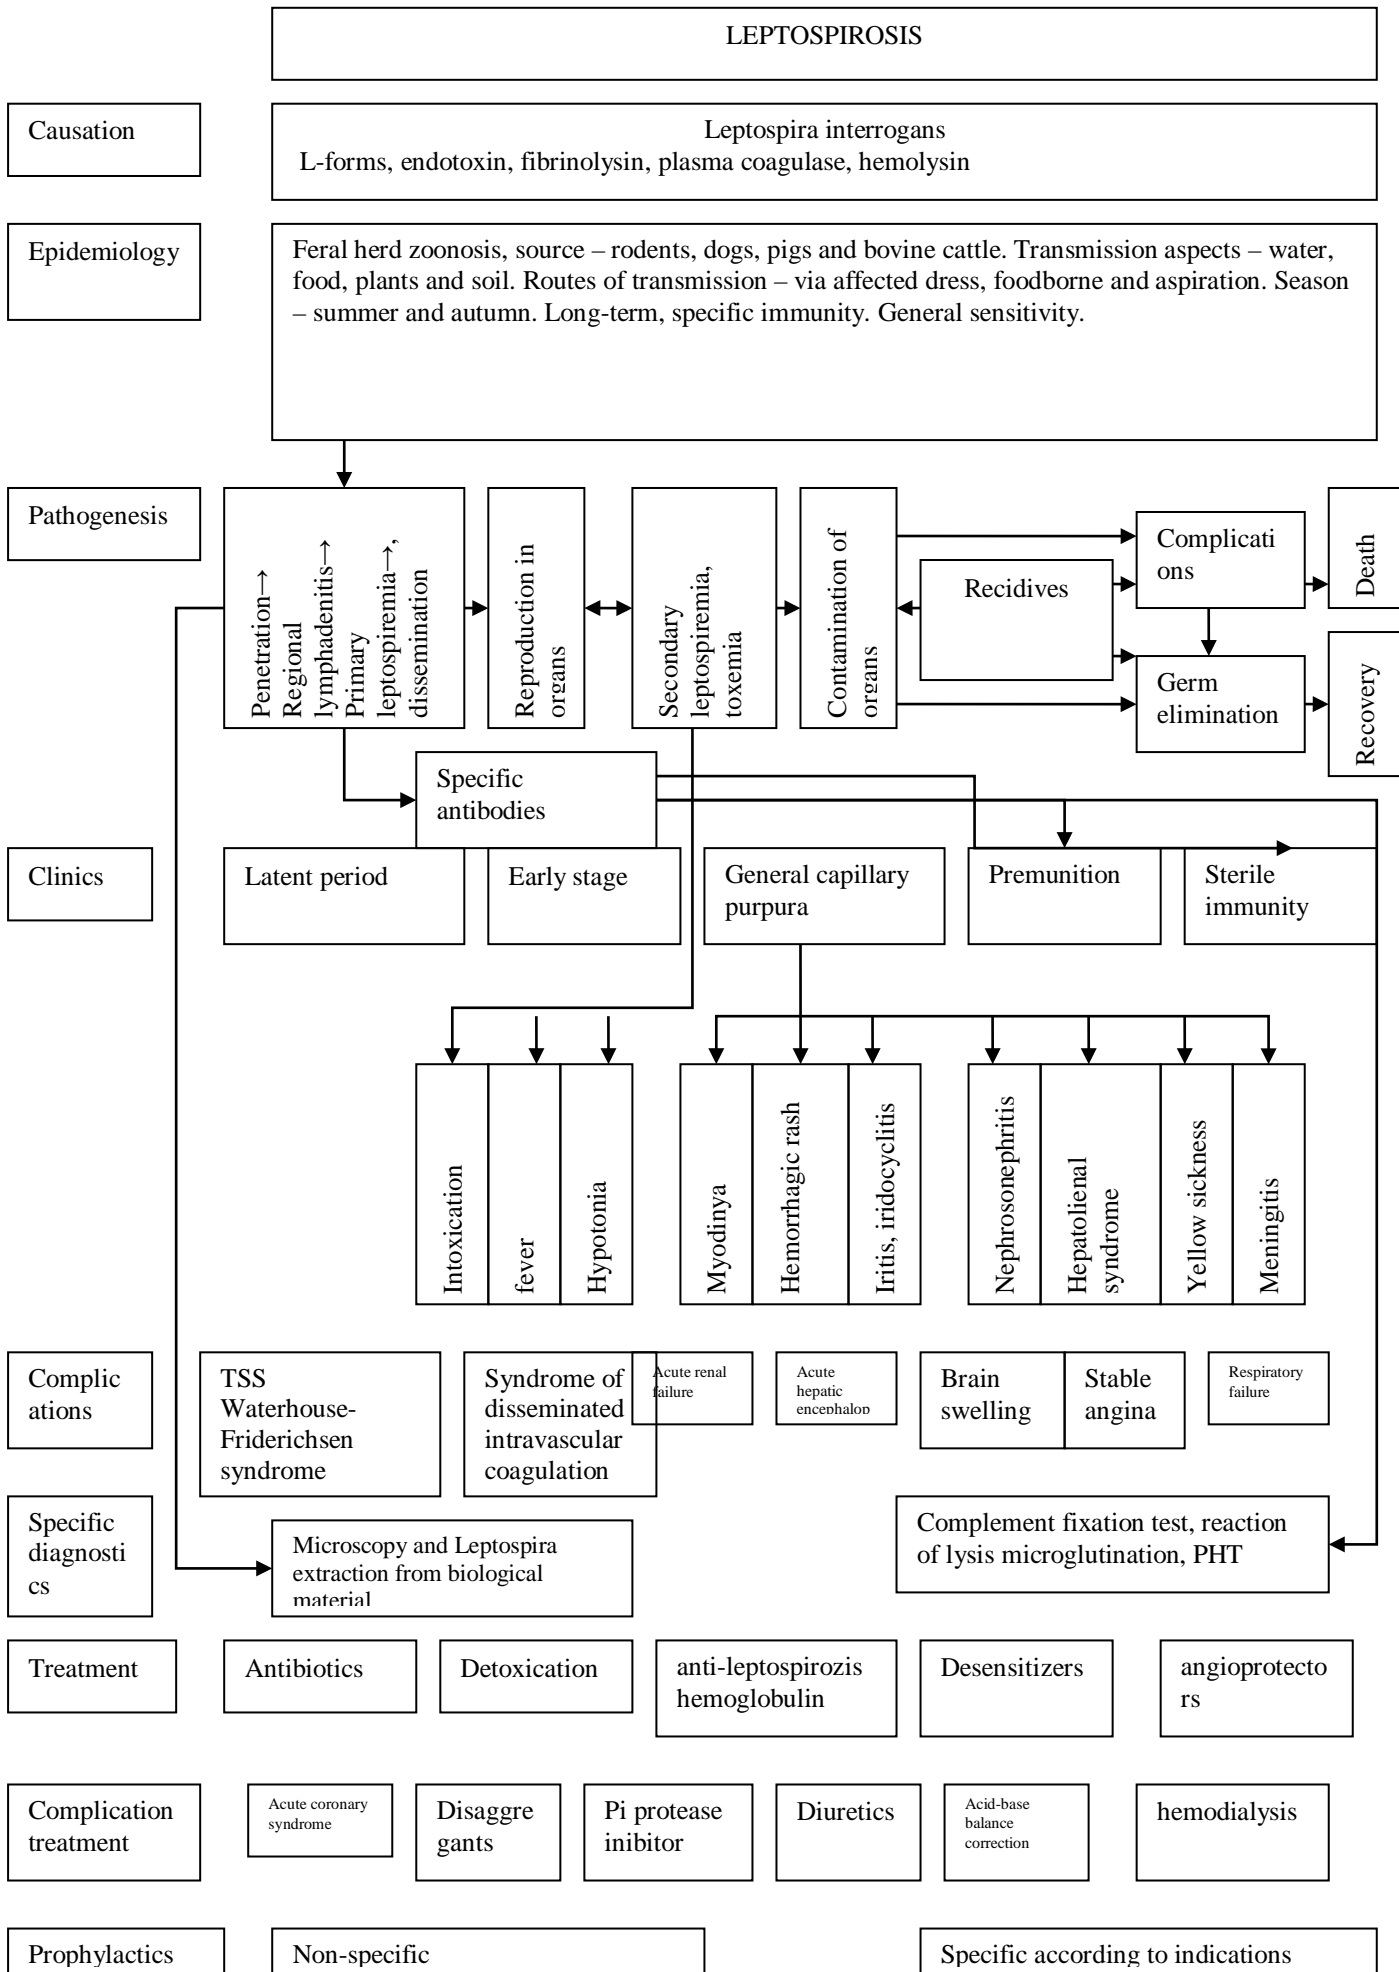 LEPTOSPIROSIS
Causation
Leptospira interrogans
L-forms, endotoxin, fibrinolysin, plasma coagulase, hemolysin
Epidemiology
Feral herd zoonosis, source – rodents, dogs, pigs and bovine cattle. Transmission aspects – water,
food, plants and soil. Routes of transmission – via affected dress, foodborne and aspiration. Season
– summer and autumn. Long-term, specific immunity. General sensitivity.
Pathogenesis
Penetration→
Regional
lymphadenitis→
Primary
leptospiremia→,
dissemination
Reproduction in
organs
Secondary
leptospiremia,
toxemia
Contamination of
organs
Recidives
Complicati
ons
Death
Germ
elimination
Recovery
Specific
antibodies
Clinics
Latent period
Early stage
General capillary
purpura
Premunition
Sterile
immunity
Intoxication
fever
Hypotonia
Myodinya
Hemorrhagic rash
Iritis, iridocyclitis
Nephrosonephritis
Hepatolienal
syndrome
Yellow sickness
Meningitis
Complic
ations
TSS
Waterhouse-
Friderichsen
syndrome
Syndrome of
disseminated
intravascular
coagulation
Acute renal
failure
Acute
hepatic
encephalop
Brain
swelling
Stable
angina
Respiratory
failure
Specific
diagnosti
cs
Microscopy and Leptospira
extraction from biological
material
Complement fixation test, reaction
of lysis microglutination, PHT
Treatment
Antibiotics
Detoxication
anti-leptospirozis
hemoglobulin
Desensitizers
angioprotecto
rs
Complication
treatment
Acute coronary
syndrome
Disaggre
gants
Pi protease
inibitor
Diuretics
Acid-base
balance
correction
hemodialysis
Prophylactics
Non-specific
Specific according to indications